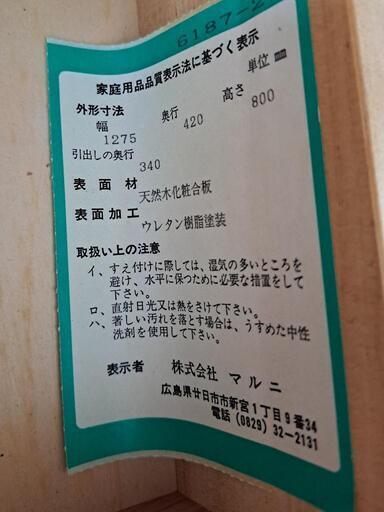 6187-2
家庭用品品質表示法に基づく表示
外形寸法 単位 ㎜
幅 奥行 高さ
1275 420 800
引出しの奥行
340
表面材 天然木化粧合板
表面加工 ウレタン樹脂塗装
取扱い上の注意
イ、すえ付けに際しては、湿気の多いところを
避け、水平に保つために必要な措置をして
下さい。
ロ、直射日光又は熱をさけて下さい。
ハ、著しい汚れを落とす場合は、うすめた中性
洗剤を使用して下さい。
表示者 株式会社 マルニ
広島県廿日市市新宮1丁目9番34
電話 (0829) 32-2131